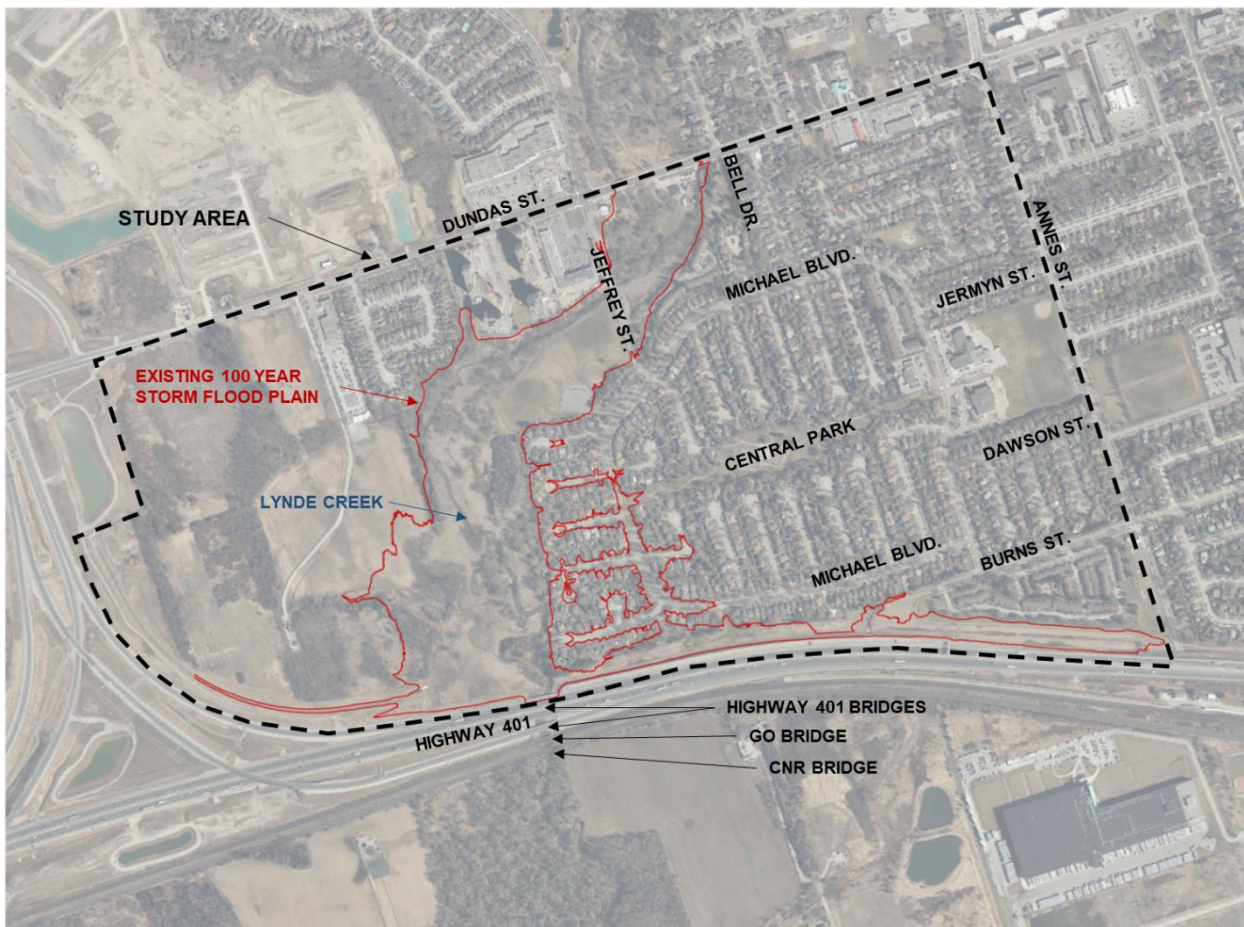 STUDY AREA
DUNDAS ST.
BELL DR.
JEFFREY ST.
MICHAEL BLVD.
ANNES ST.
JERMYN ST.
EXISTING 100 YEAR
STORM FLOOD PLAIN
CENTRAL PARK
DAWSON ST.
LYNDE CREEK
MICHAEL BLVD.
BURNS ST.
HIGHWAY 401
HIGHWAY 401 BRIDGES
GO BRIDGE
CNR BRIDGE